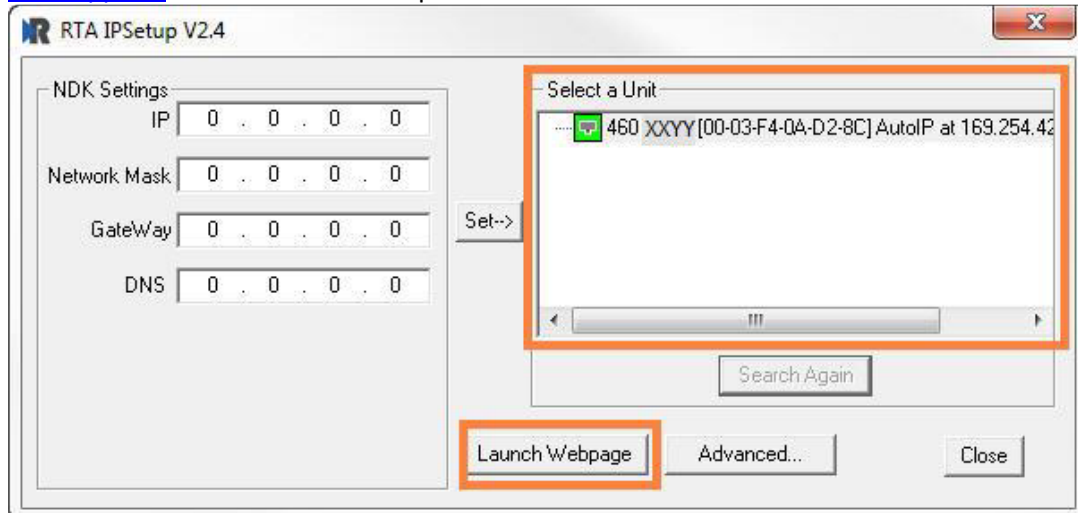 RTA IPSetup V2.4
NDK Settings
IP 0 . 0 . 0 . 0
Network Mask 0 . 0 . 0 . 0
GateWay 0 . 0 . 0 . 0
DNS 0 . 0 . 0 . 0
Set-->
Select a Unit
460 XXYY [00-03-F4-0A-D2-8C] AutoIP at 169.254.42
Search Again
Launch Webpage
Advanced...
Close